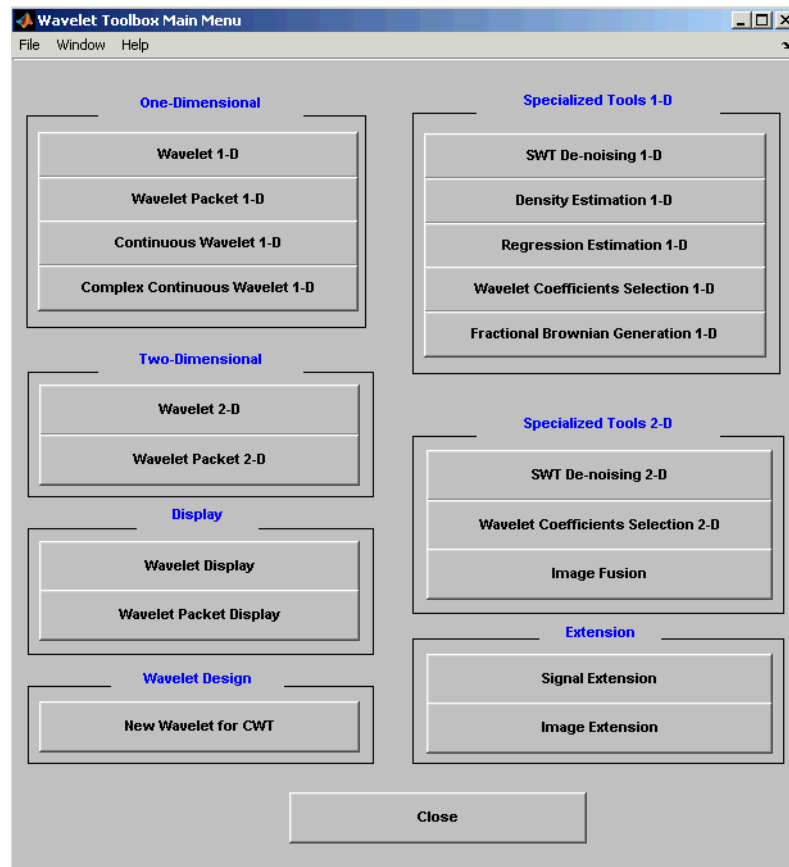 Wavelet Toolbox Main Menu
File Window Help
One-Dimensional
Wavelet 1-D
Wavelet Packet 1-D
Continuous Wavelet 1-D
Complex Continuous Wavelet 1-D
Two-Dimensional
Wavelet 2-D
Wavelet Packet 2-D
Display
Wavelet Display
Wavelet Packet Display
Wavelet Design
New Wavelet for CWT
Specialized Tools 1-D
SWT De-noising 1-D
Density Estimation 1-D
Regression Estimation 1-D
Wavelet Coefficients Selection 1-D
Fractional Brownian Generation 1-D
Specialized Tools 2-D
SWT De-noising 2-D
Wavelet Coefficients Selection 2-D
Image Fusion
Extension
Signal Extension
Image Extension
Close